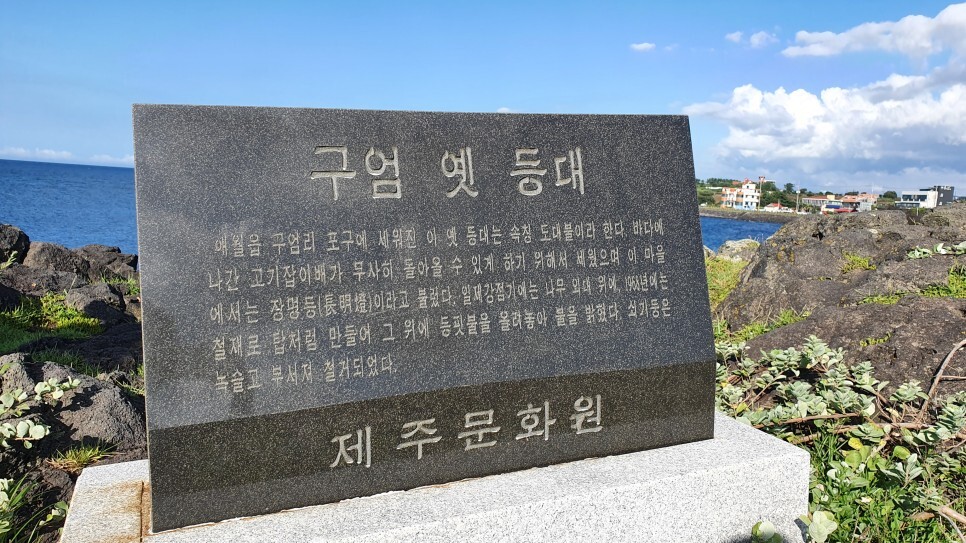 구엄 옛 등대
애월읍 구엄리 포구에 세워진 이 옛 등대는 속칭 도대불이라 한다. 바다에
나간 고기잡이배가 무사히 돌아올 수 있게 하기 위해서 세웠으며 이 마을
에서는 장명등(長明燈)이라고 불렀다. 일제강점기에는 나무 외대 위에, 1968년에는
철재로 탑처럼 만들어 그 위에 등핏불을 올려놓아 불을 밝혔다. 쇠기둥은
녹슬고 부서져 철거되었다.
제주문화원